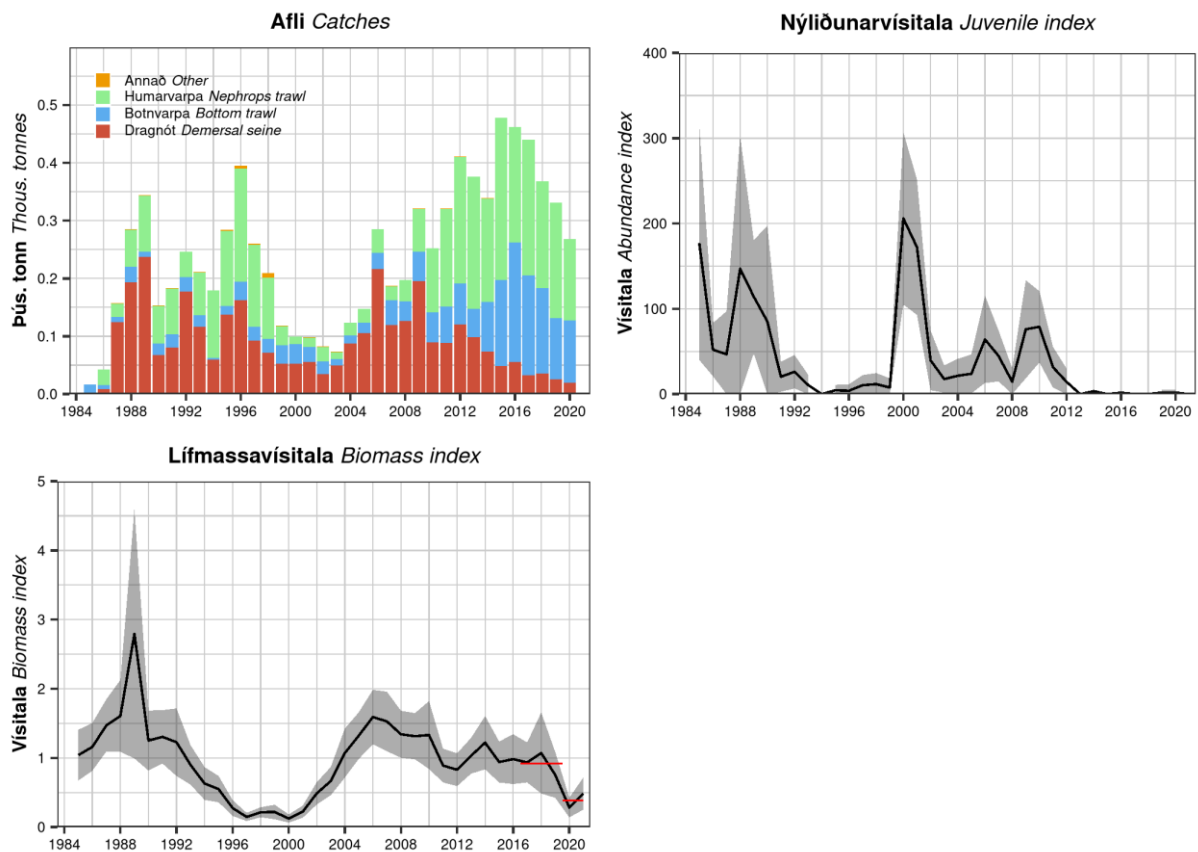 Afli Catches
Þús. tonn Thous. tonnes
0.5
0.4
0.3
0.2
0.1
0.0
Annað Other
Humarvarpa Nephrops trawl
Botnvarpa Bottom trawl
Dragnót Demersal seine
1984 1988 1992 1996 2000 2004 2008 2012 2016 2020
Nýliðunarvísitala Juvenile index
Vísitala Abundance index
400
300
200
100
0
1984 1988 1992 1996 2000 2004 2008 2012 2016 2020
Lífmassavísitala Biomass index
Vísitala Biomass index
5
4
3
2
1
0
1984 1988 1992 1996 2000 2004 2008 2012 2016 2020